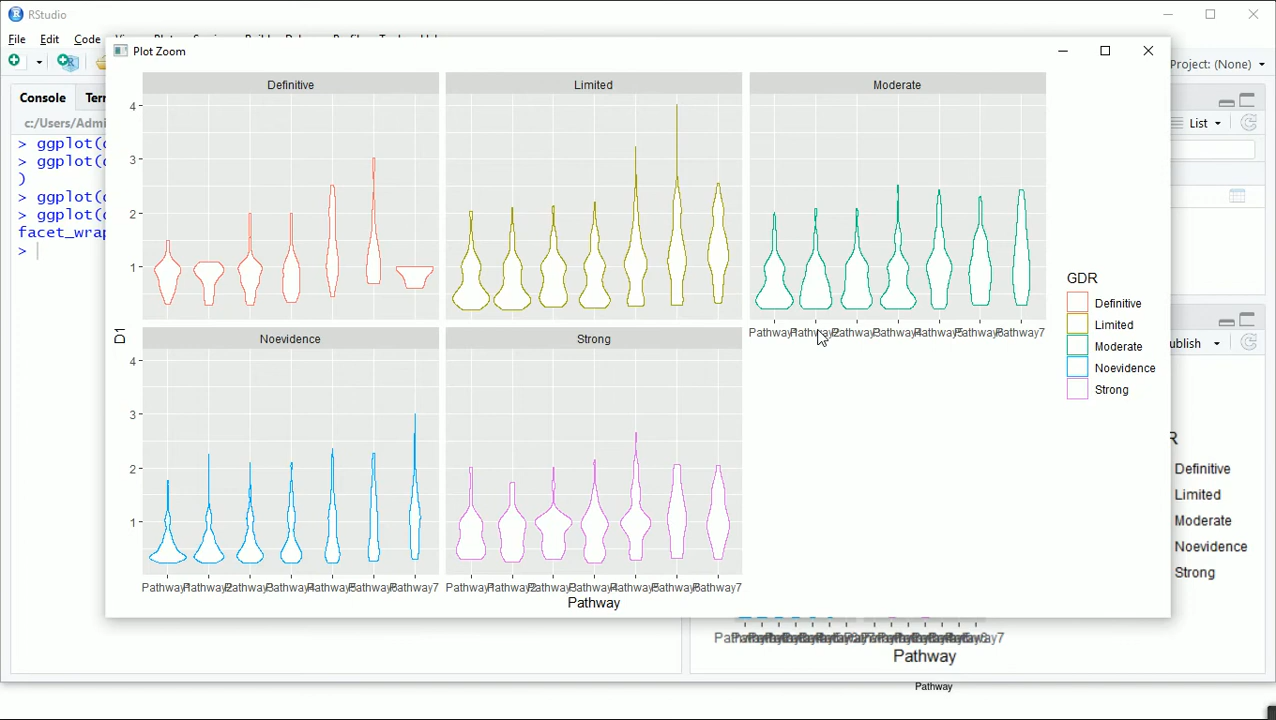 RStudio
File Edit Code
Plot Zoom
Project: (None)
Console
c:/Users/Admi
List
> ggplot(
> ggplot(
)
> ggplot(
> ggplot(
facet_wrap
>
Definitive Limited Moderate
4
3
2
1
Pathway7
D1
GDR
Definitive
Limited
Moderate
Noevidence
Strong
ublish
Noevidence Strong
4
3
2
1
Pathway7 Pathway7
Pathway
R
Definitive
Limited
Moderate
Noevidence
Strong
Pathway
Pathway